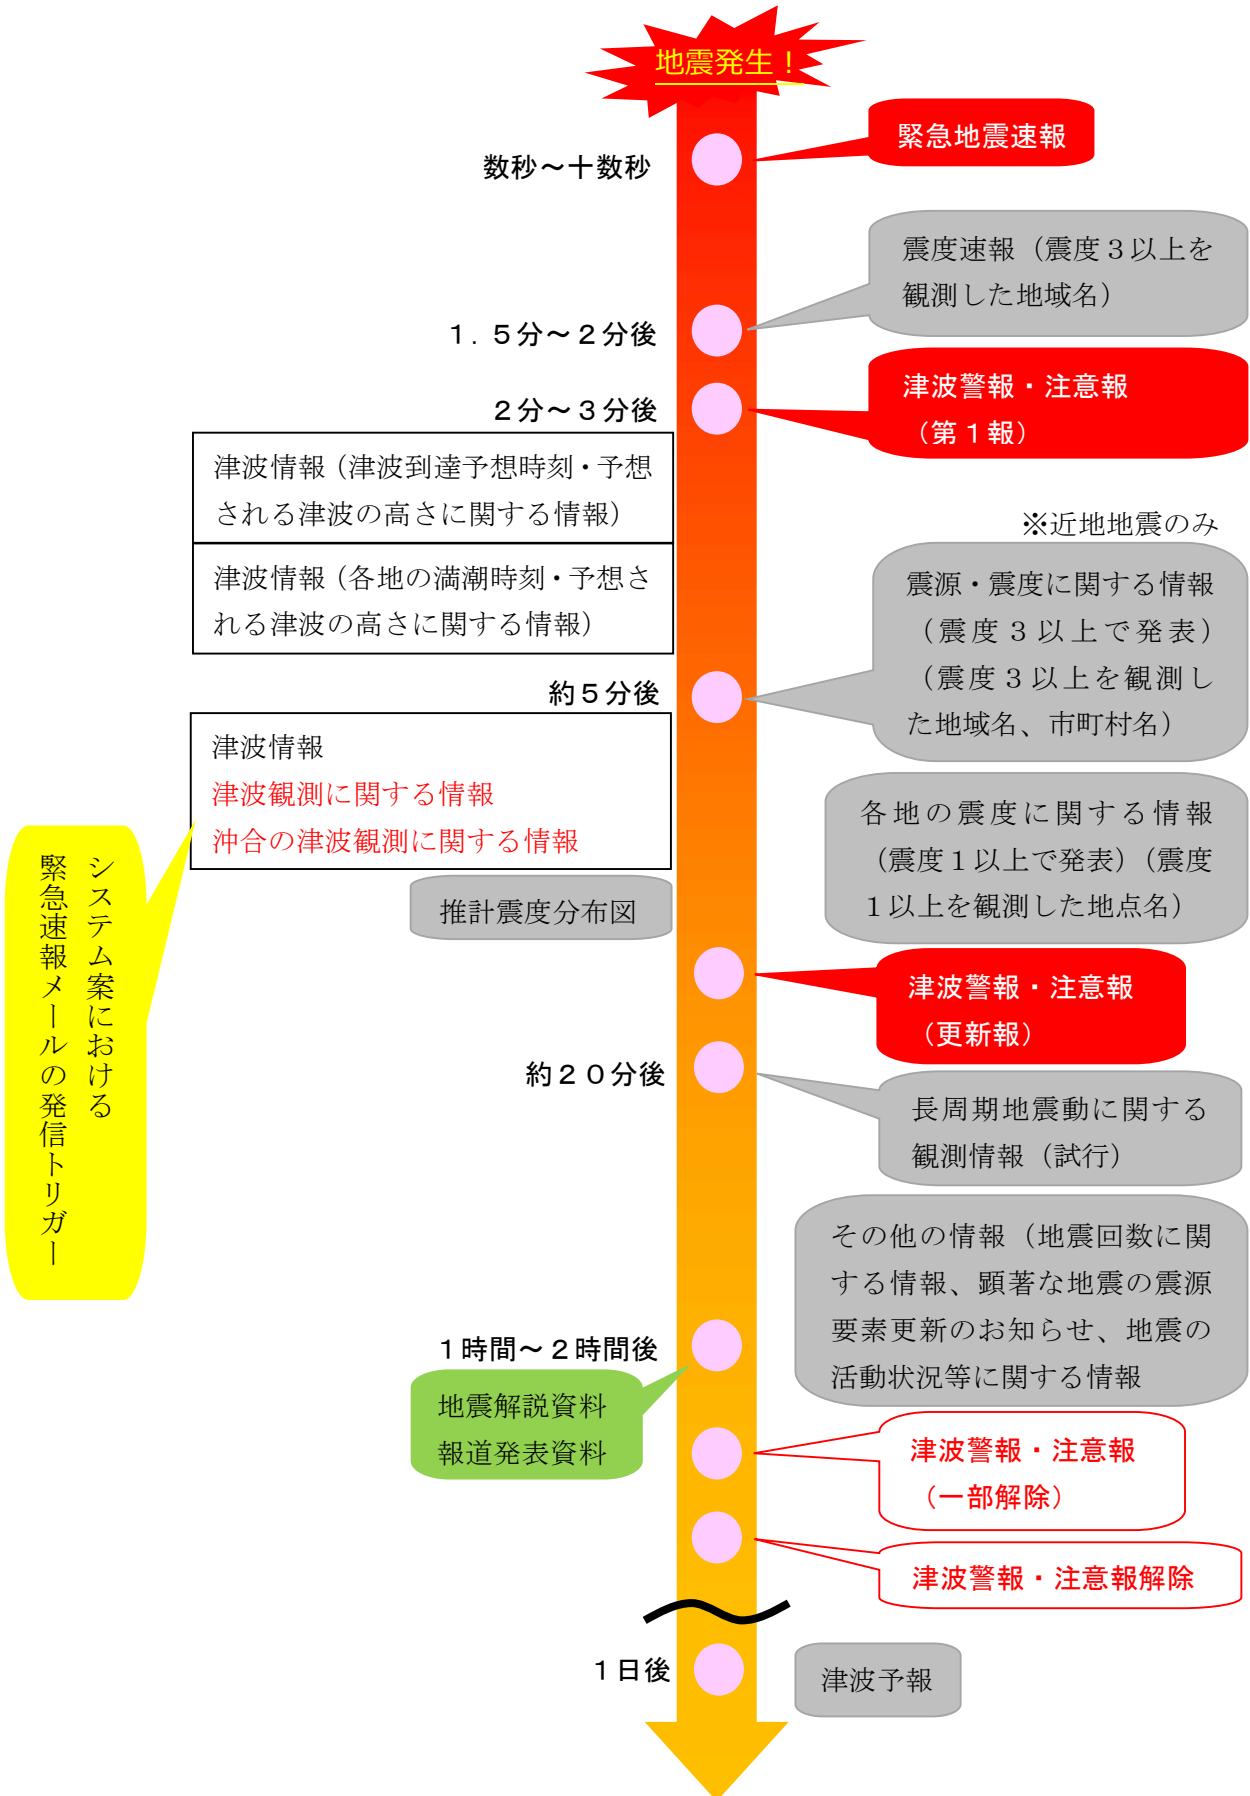 地震発生！
緊急地震速報
数秒～十数秒
震度速報（震度３以上を
観測した地域名）
１．５分～２分後
津波警報・注意報
（第１報）
２分～３分後
津波情報（津波到達予想時刻・予想
される津波の高さに関する情報）
※近地地震のみ
津波情報（各地の満潮時刻・予想さ
れる津波の高さに関する情報）
震源・震度に関する情報
（震度３以上で発表）
（震度３以上を観測し
た地域名、市町村名）
約５分後
津波情報
津波観測に関する情報
沖合の津波観測に関する情報
システム案における
緊急速報メールの発信トリガー
各地の震度に関する情報
（震度１以上で発表）（震度
１以上を観測した地点名）
推計震度分布図
津波警報・注意報
（更新報）
約２０分後
長周期地震動に関する
観測情報（試行）
その他の情報（地震回数に関
する情報、顕著な地震の震源
要素更新のお知らせ、地震の
活動状況等に関する情報
１時間～２時間後
地震解説資料
報道発表資料
津波警報・注意報
（一部解除）
津波警報・注意報解除
１日後
津波予報